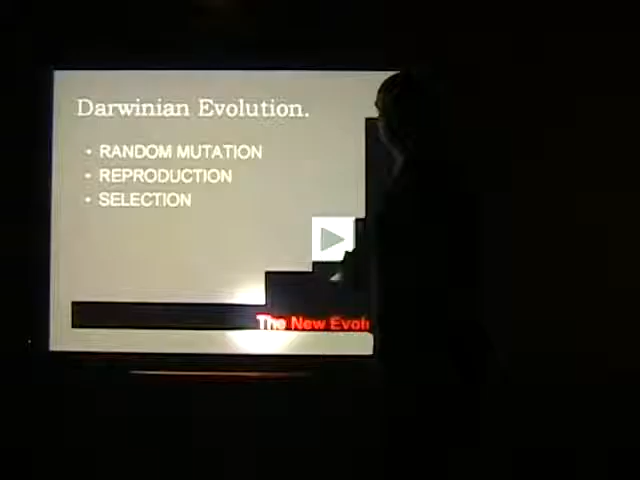 Darwinian Evolution.
• RANDOM MUTATION
• REPRODUCTION
• SELECTION
The New Evol